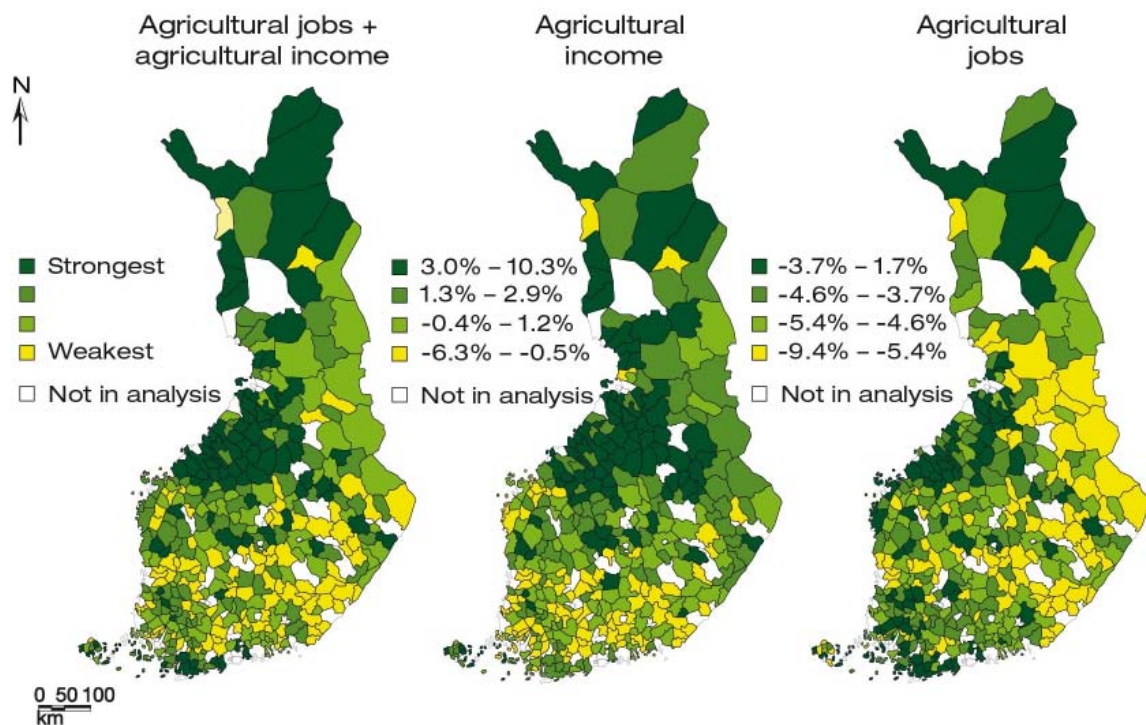 Agricultural jobs +
agricultural income
Agricultural
income
Agricultural
jobs
N
Strongest
Weakest
Not in analysis
3.0% – 10.3%
1.3% – 2.9%
-0.4% – 1.2%
-6.3% – -0.5%
Not in analysis
-3.7% – 1.7%
-4.6% – -3.7%
-5.4% – -4.6%
-9.4% – -5.4%
Not in analysis
0 50 100
km